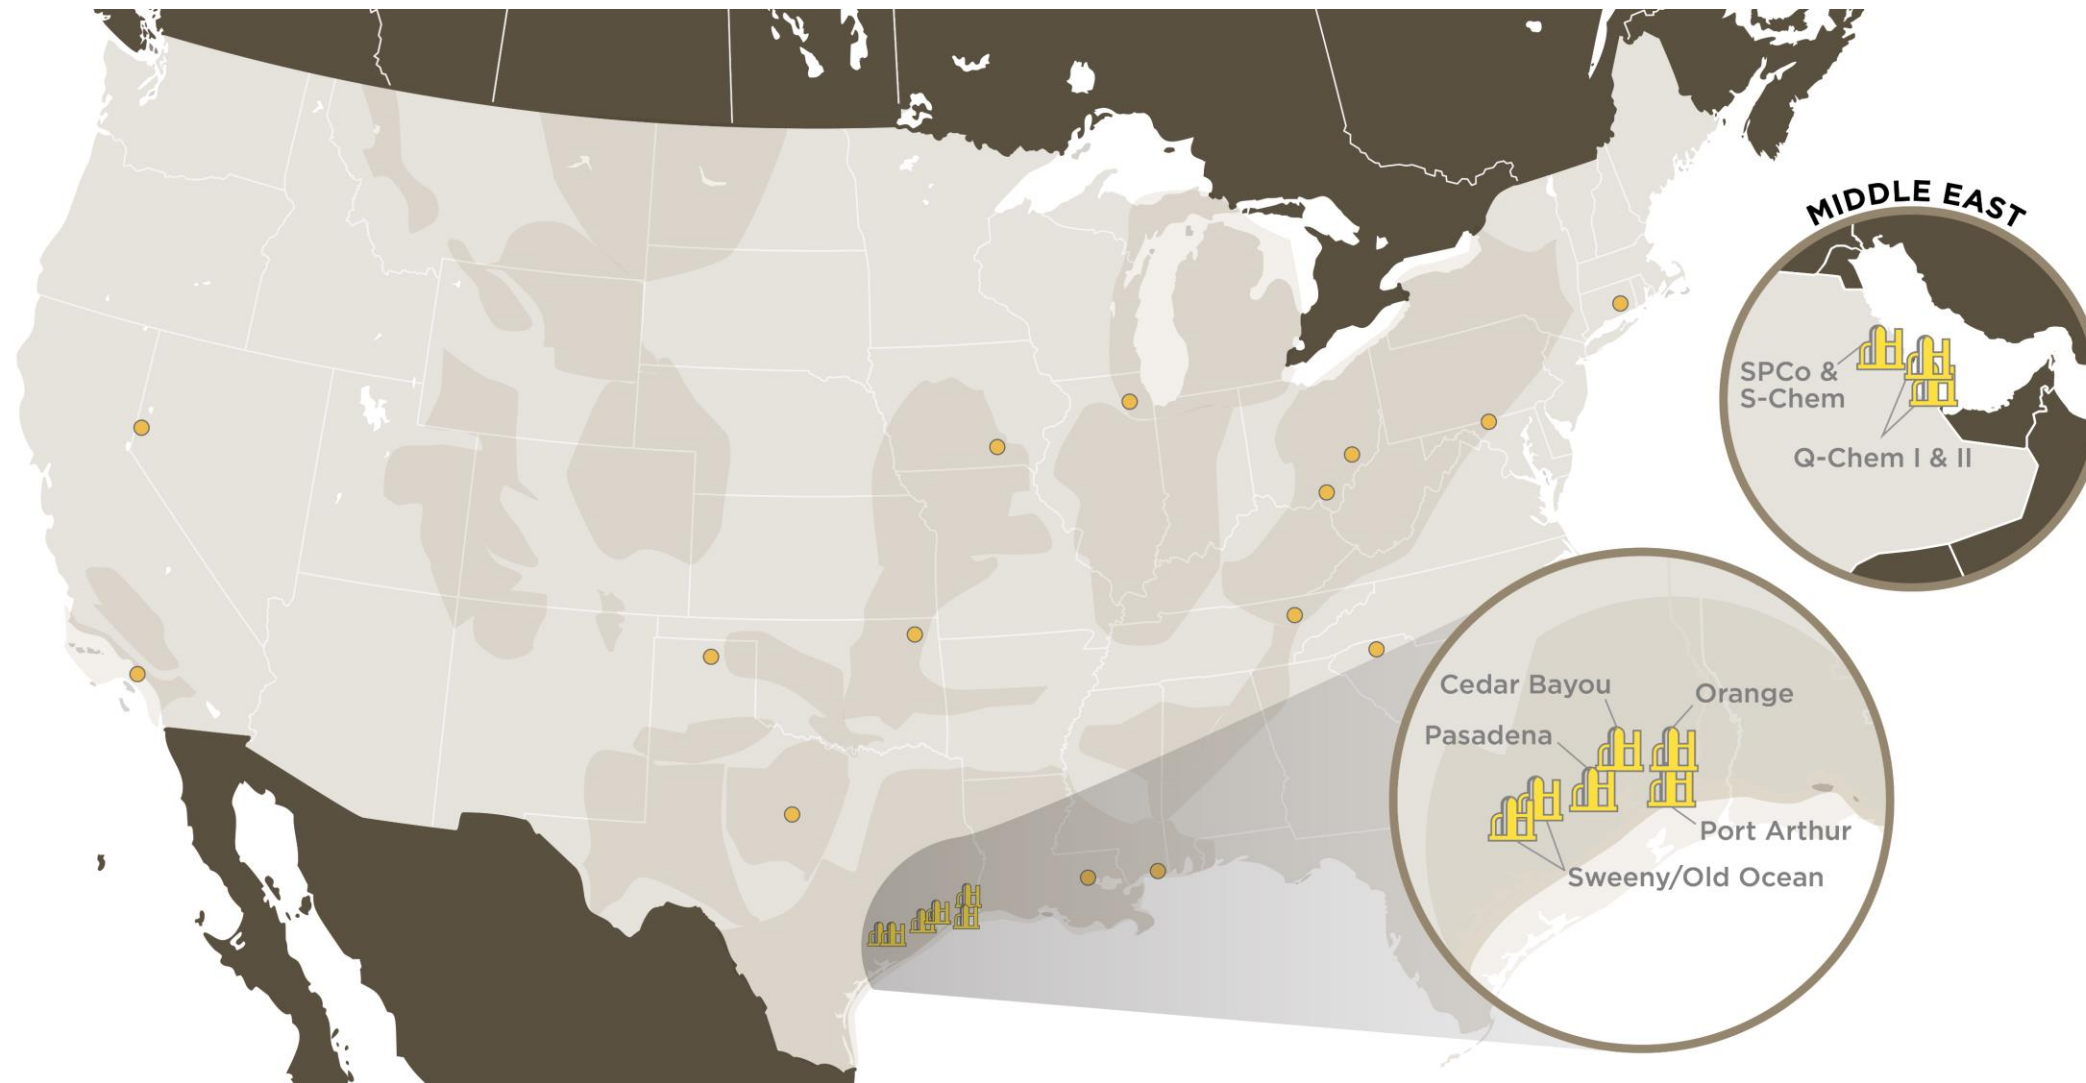 MIDDLE EAST
SPCo &
S-Chem
Q-Chem I & II
Cedar Bayou
Orange
Pasadena
Port Arthur
Sweeny/Old Ocean